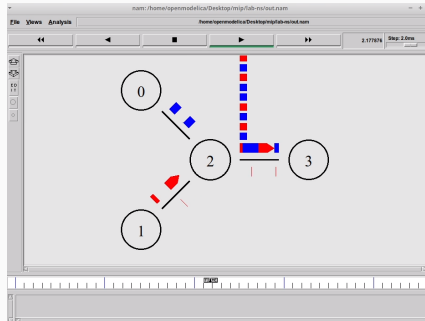 nam: /home/openmodelica/Desktop/mip/lab-ns/out.nam
File Views Analysis /home/openmodelica/Desktop/mip/lab-ns/out.nam
2.177876 Step: 2.0ms
0
2
3
1